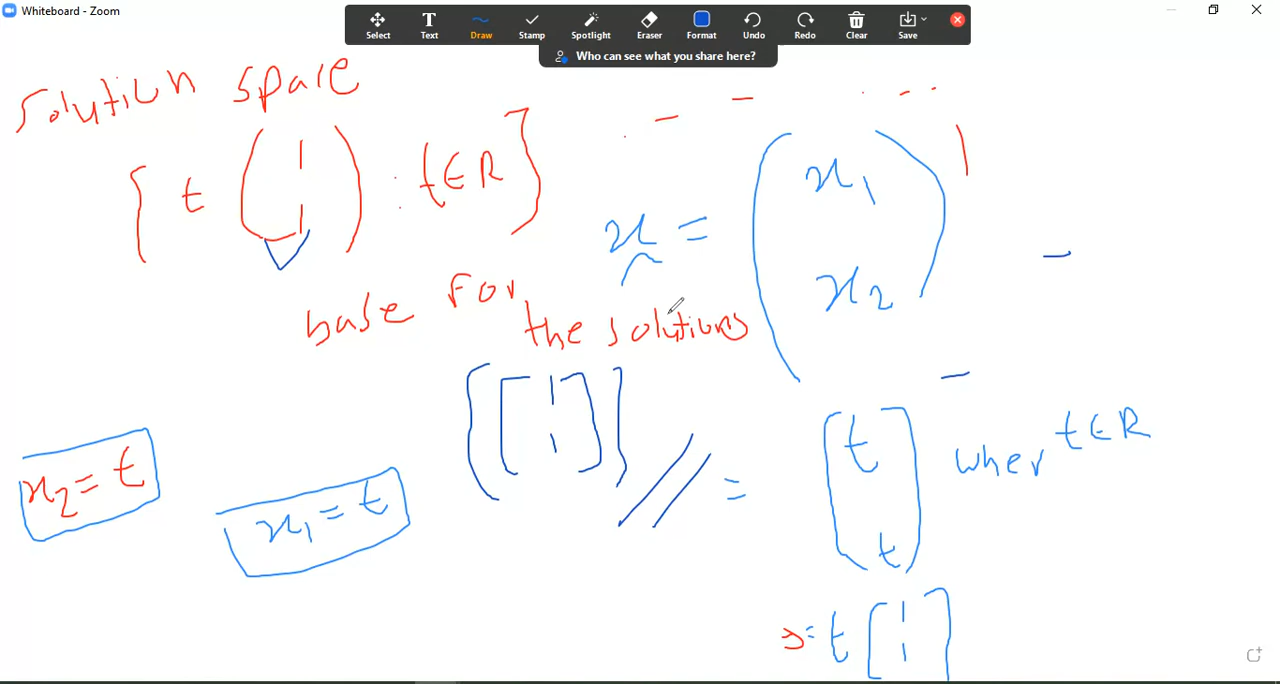 Whiteboard - Zoom
Select Text Draw Stamp Spotlight Eraser Format Undo Redo Clear Save
Who can see what you share here?
Solution space
{ t ( 1 1 ) : t ∈ R }
x = ( x1 x2 )
base for the solutions
{ [ 1 1 ] }
x2 = t
x1 = t
= [ t t ] wher t ∈ R
= t [ 1 1 ]